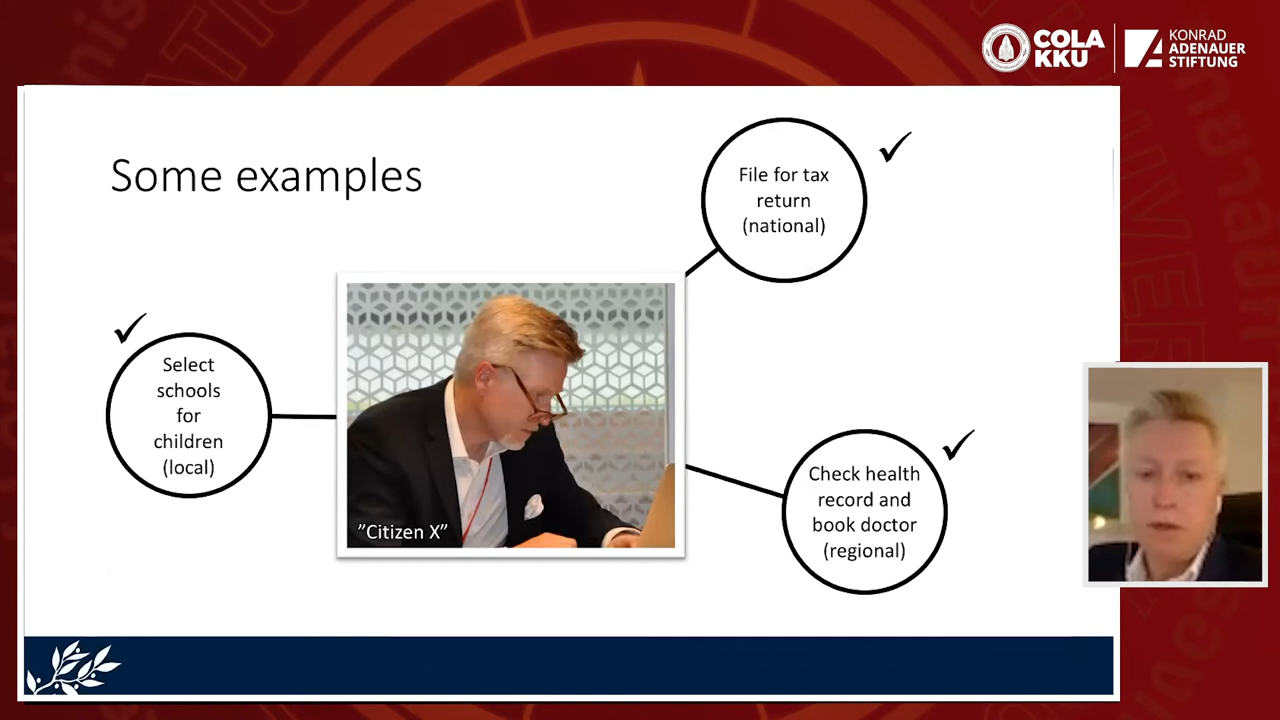 COLA
KKU
KONRAD
ADENAUER
STIFTUNG
Some examples
File for tax
return
(national)
Select
schools
for
children
(local)
"Citizen X"
Check health
record and
book doctor
(regional)